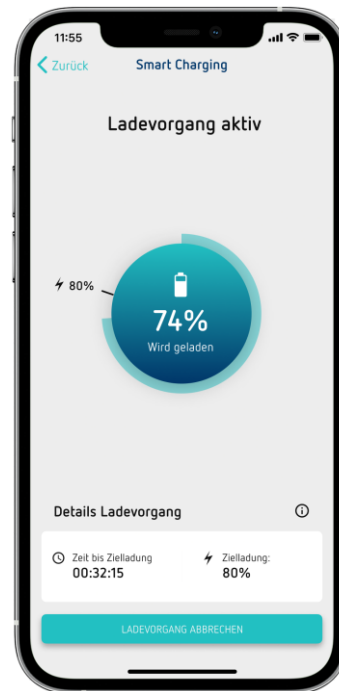 11:55
Zurück
Smart Charging
Ladevorgang aktiv
80%
74%
Wird geladen
Details Ladevorgang
Zeit bis Zielladung
00:32:15
Zielladung:
80%
LADEVORGANG ABBRECHEN